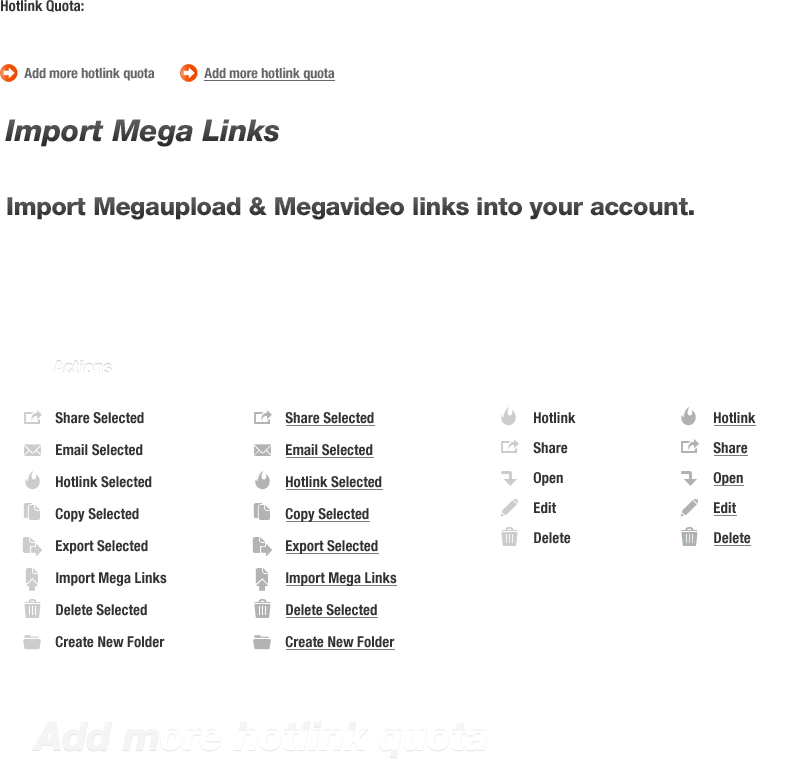 Hotlink Quota:
Add more hotlink quota Add more hotlink quota
Import Mega Links
Import Megaupload & Megavideo links into your account.
Actions
Share Selected Share Selected Hotlink Hotlink
Email Selected Email Selected Share Share
Hotlink Selected Hotlink Selected Open Open
Copy Selected Copy Selected Edit Edit
Export Selected Export Selected Delete Delete
Import Mega Links Import Mega Links
Delete Selected Delete Selected
Create New Folder Create New Folder
Add more hotlink quota